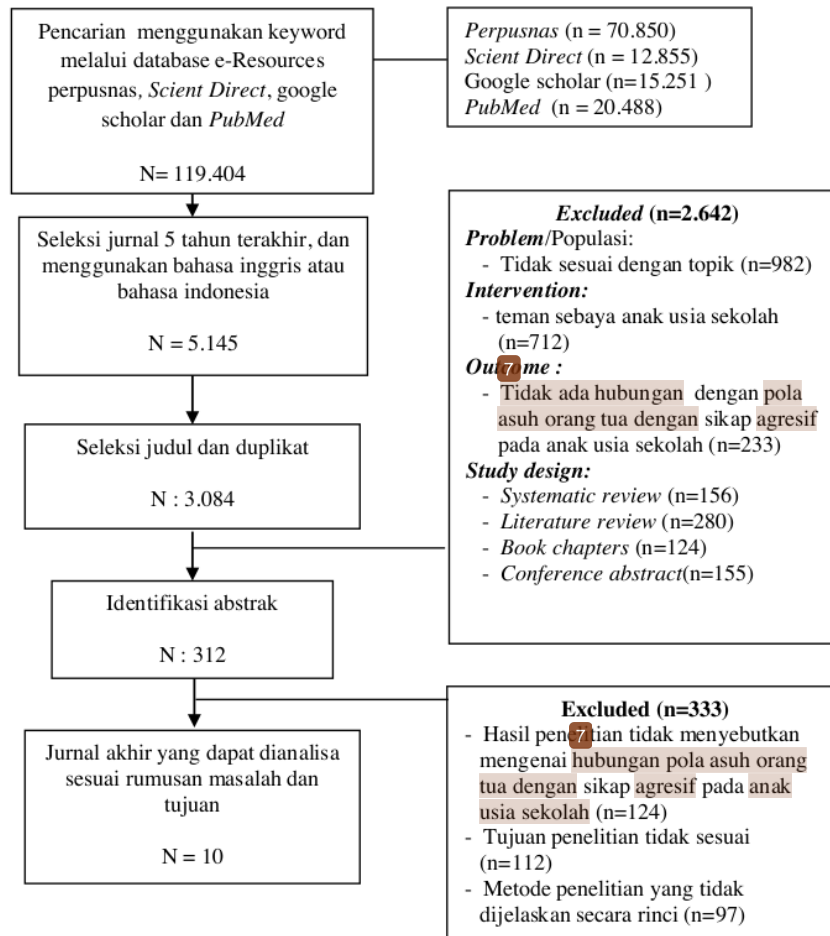 Pencarian menggunakan keyword
melalui database e-Resources
perpusnas, Scient Direct, google
scholar dan PubMed
N= 119.404
Perpusnas (n = 70.850)
Scient Direct (n = 12.855)
Google scholar (n=15.251 )
PubMed (n = 20.488)
Seleksi jurnal 5 tahun terakhir, dan
menggunakan bahasa inggris atau
bahasa indonesia
N = 5.145
Seleksi judul dan duplikat
N : 3.084
Excluded (n=2.642)
Problem/Populasi:
- Tidak sesuai dengan topik (n=982)
Intervention:
- teman sebaya anak usia sekolah
(n=712)
Outcome :
7
- Tidak ada hubungan dengan pola
asuh orang tua dengan sikap agresif
pada anak usia sekolah (n=233)
Study design:
- Systematic review (n=156)
- Literature review (n=280)
- Book chapters (n=124)
- Conference abstract(n=155)
Identifikasi abstrak
N : 312
Excluded (n=333)
7
- Hasil penelitian tidak menyebutkan
mengenai hubungan pola asuh orang
tua dengan sikap agresif pada anak
usia sekolah (n=124)
- Tujuan penelitian tidak sesuai
(n=112)
- Metode penelitian yang tidak
dijelaskan secara rinci (n=97)
Jurnal akhir yang dapat dianalisa
sesuai rumusan masalah dan
tujuan
N = 10